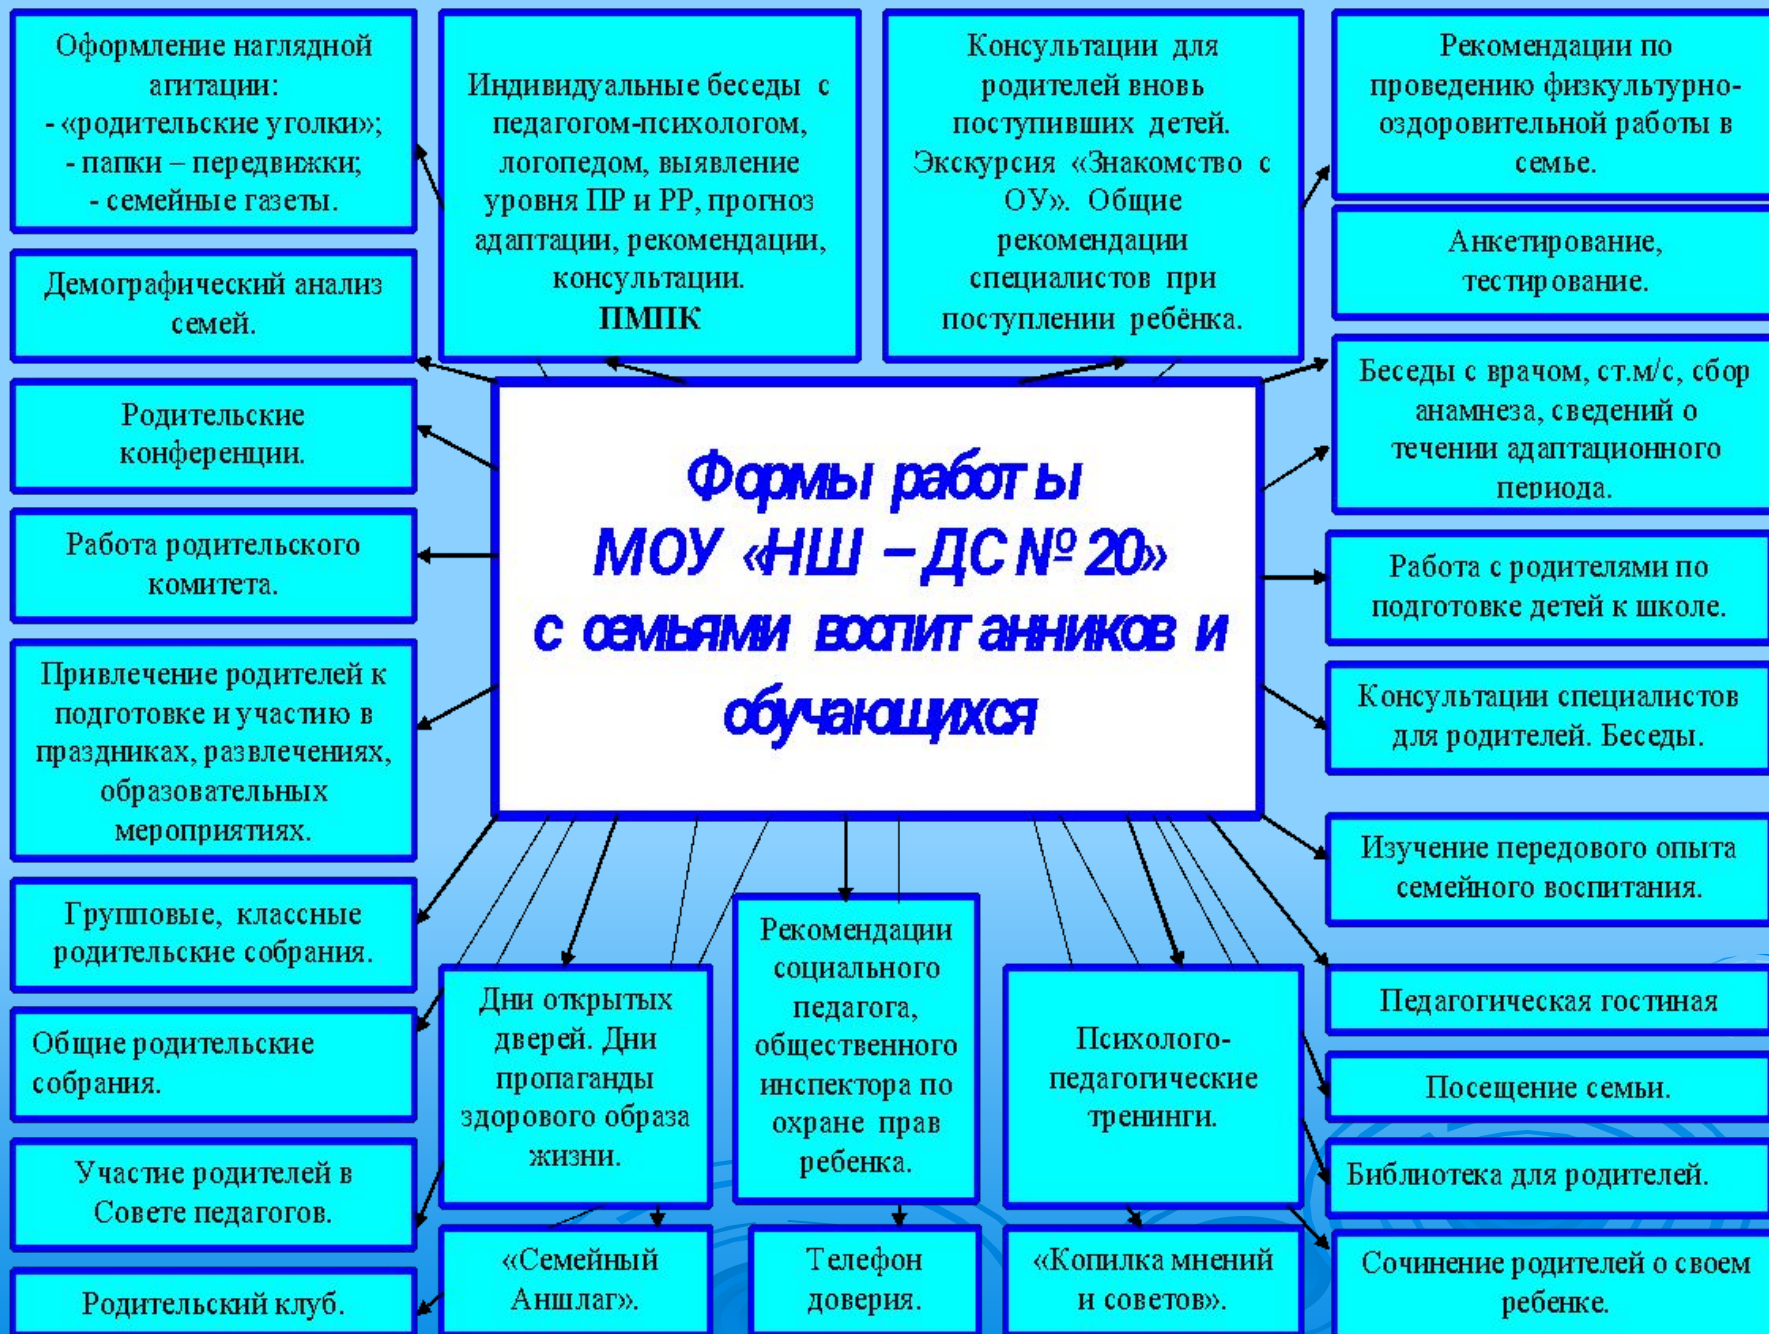 Оформление наглядной
агитации:
- «родительские уголки»;
- папки – передвижки;
- семейные газеты.
Индивидуальные беседы с
педагогом-психологом,
логопедом, выявление
уровня ПР и РР, прогноз
адаптации, рекомендации,
консультации.
ПМПК
Консультации для
родителей вновь
поступивших детей.
Экскурсия «Знакомство с
ОУ». Общие
рекомендации
специалистов при
поступлении ребёнка.
Рекомендации по
проведению физкультурно-
оздоровительной работы в
семье.
Анкетирование,
тестирование.
Демографический анализ
семей.
Родительские
конференции.
Работа родительского
комитета.
Привлечение родителей к
подготовке и участию в
праздниках, развлечениях,
образовательных
мероприятиях.
Групповые, классные
родительские собрания.
Общие родительские
собрания.
Участие родителей в
Совете педагогов.
Родительский клуб.
Формы работы
МОУ «НШ – ДС № 20»
с семьями воспитанников и
обучающихся
Беседы с врачом, ст.м/с, сбор
анамнеза, сведений о
течении адаптационного
периода.
Работа с родителями по
подготовке детей к школе.
Консультации специалистов
для родителей. Беседы.
Изучение передового опыта
семейного воспитания.
Педагогическая гостиная
Посещение семьи.
Библиотека для родителей.
Сочинение родителей о своем
ребенке.
Дни открытых
дверей. Дни
пропаганды
здорового образа
жизни.
Рекомендации
социального
педагога,
общественного
инспектора по
охране прав
ребенка.
Психолого-
педагогические
тренинги.
«Семейный
Аншлаг».
Телефон
доверия.
«Копилка мнений
и советов».